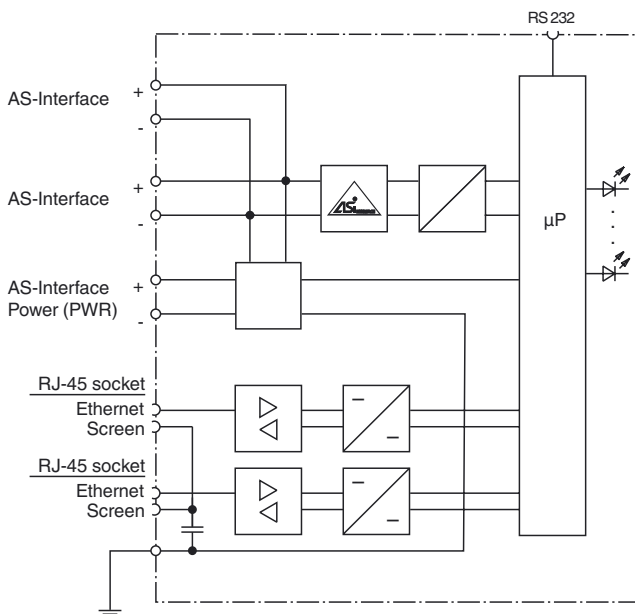 RS 232
AS-Interface
+
-
AS-Interface
+
-
µP
AS-Interface
Power (PWR)
+
-
RJ-45 socket
Ethernet
Screen
RJ-45 socket
Ethernet
Screen